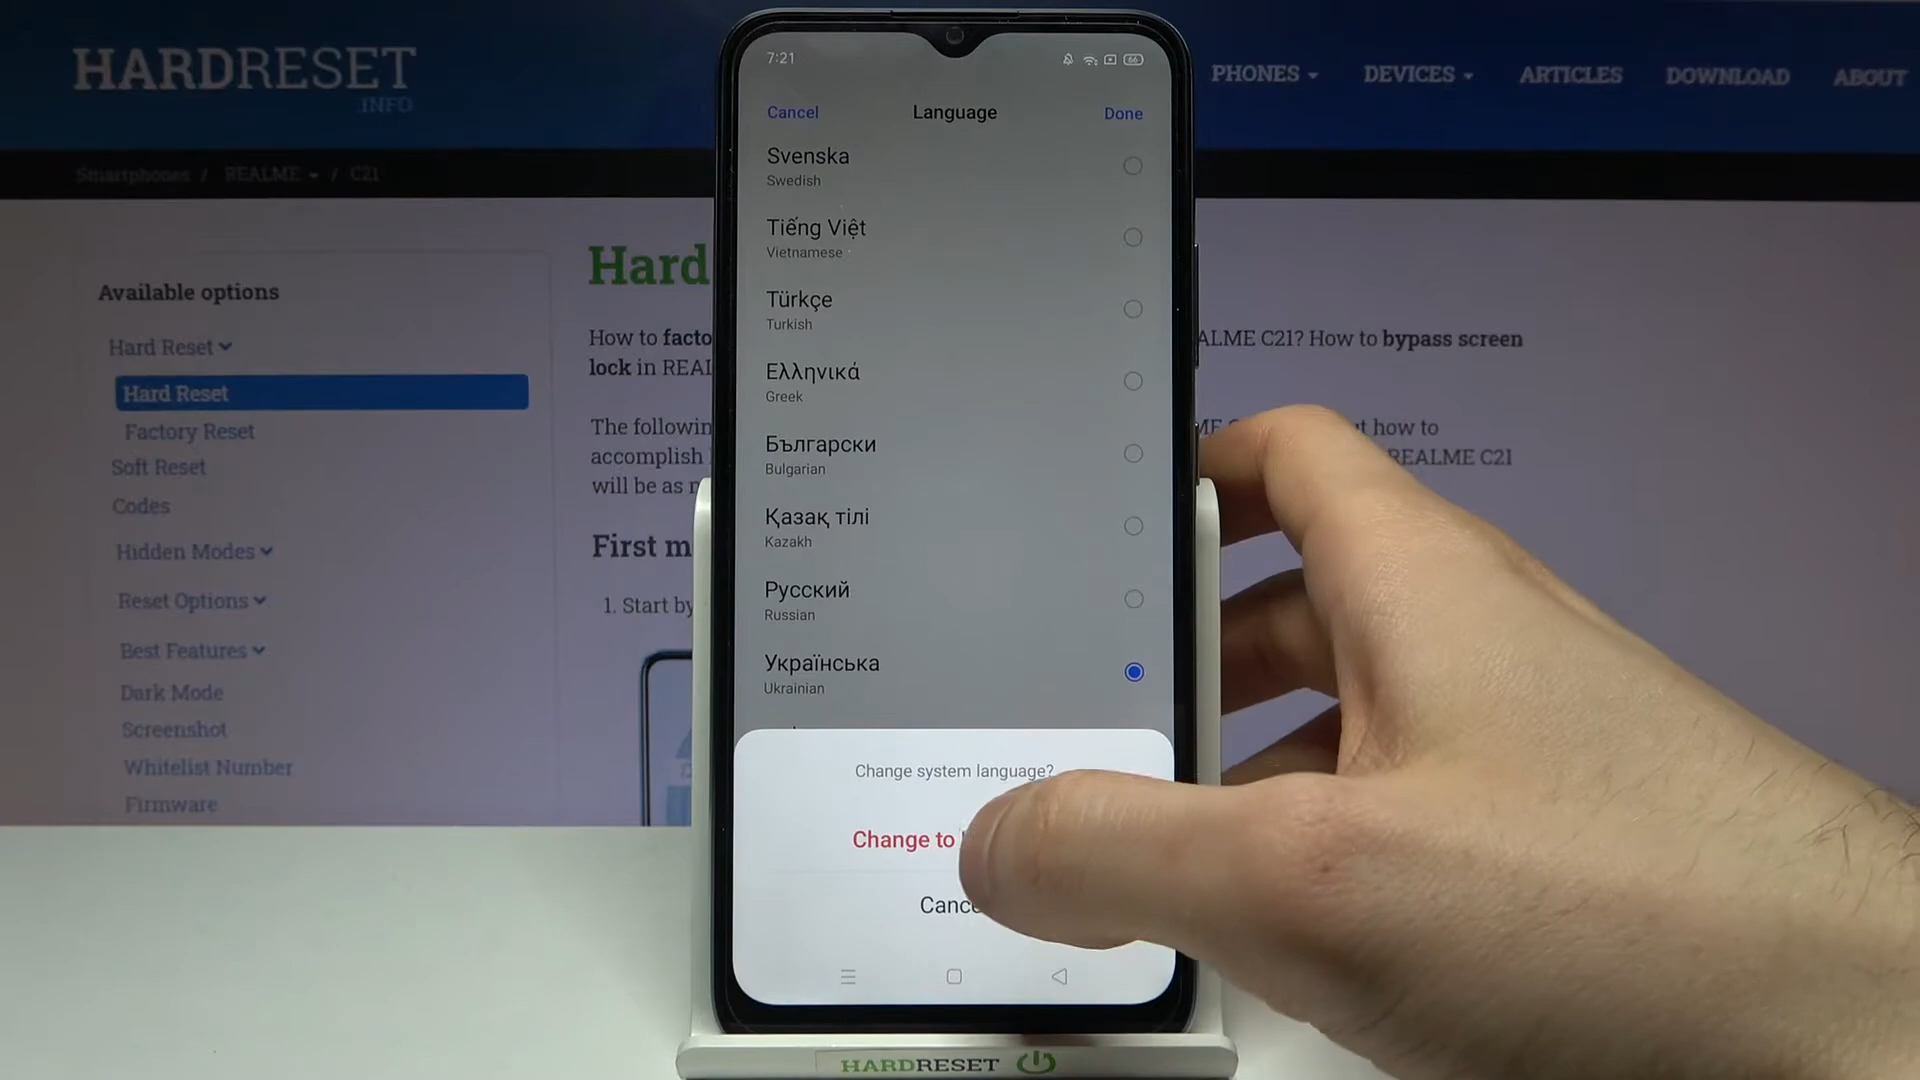 HARDRESET
.INFO
PHONES
DEVICES
ARTICLES
DOWNLOAD
ABOUT
Smartphones / REALME / C21
Available options
Hard Reset
Hard Reset
Factory Reset
Soft Reset
Codes
Hidden Modes
Reset Options
Best Features
Dark Mode
Screenshot
Whitelist Number
Firmware
Hard
How to
lock in
ALME C21? How to bypass screen
The
how to
accomplish
REALME C21
will be as
First
1. Start by
7:21
66
Cancel
Language
Done
Svenska
Swedish
Tiếng Việt
Vietnamese
Türkçe
Turkish
Ελληνικά
Greek
Български
Bulgarian
Қазақ тілі
Kazakh
Русский
Russian
Українська
Ukrainian
Change system language?
Change to
HARDRESET